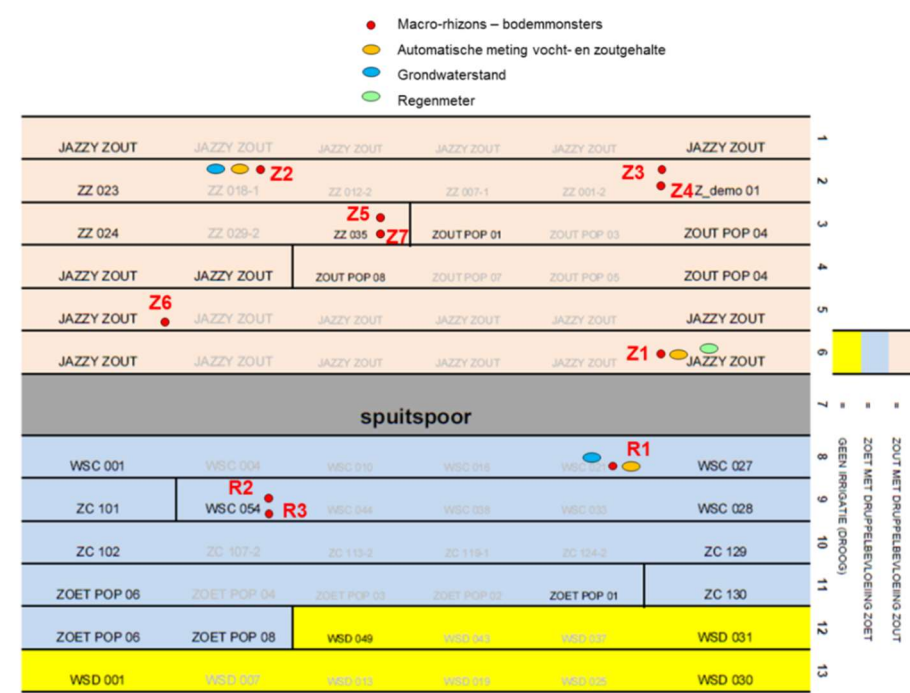 Macro-rhizons – bodemmonsters
Automatische meting vocht- en zoutgehalte
Grondwaterstand
Regenmeter
JAZZY ZOUT JAZZY ZOUT JAZZY ZOUT JAZZY ZOUT JAZZY ZOUT JAZZY ZOUT 1
Z2 Z3
ZZ 023 ZZ 018-1 ZZ 012-2 ZZ 007-1 ZZ 001-2 Z4 Z_demo 01 2
Z5
ZZ 024 ZZ 029-2 ZZ 035 Z7 ZOUT POP 01 ZOUT POP 03 ZOUT POP 04 3
JAZZY ZOUT JAZZY ZOUT ZOUT POP 08 ZOUT POP 07 ZOUT POP 05 ZOUT POP 04 4
Z6
JAZZY ZOUT JAZZY ZOUT JAZZY ZOUT JAZZY ZOUT JAZZY ZOUT JAZZY ZOUT 5
Z1
JAZZY ZOUT JAZZY ZOUT JAZZY ZOUT JAZZY ZOUT JAZZY ZOUT JAZZY ZOUT 6
spuitspoor 7
R1
WSC 001 WSC 004 WSC 010 WSC 016 WSC 021 WSC 027 8
R2
ZC 101 WSC 054 R3 WSC 044 WSC 038 WSC 033 WSC 028 9
ZC 102 ZC 107-2 ZC 113-2 ZC 119-1 ZC 124-2 ZC 129 10
ZOET POP 06 ZOET POP 04 ZOET POP 03 ZOET POP 02 ZOET POP 01 ZC 130 11
ZOET POP 06 ZOET POP 08 WSD 049 WSD 043 WSD 037 WSD 031 12
WSD 001 WSD 007 WSD 013 WSD 019 WSD 025 WSD 030 13
= ZOUT MET DRUPPELBEVLOEIING ZOUT
= ZOET MET DRUPPELBEVLOEIING ZOET
= GEEN IRRIGATIE (DROOG)